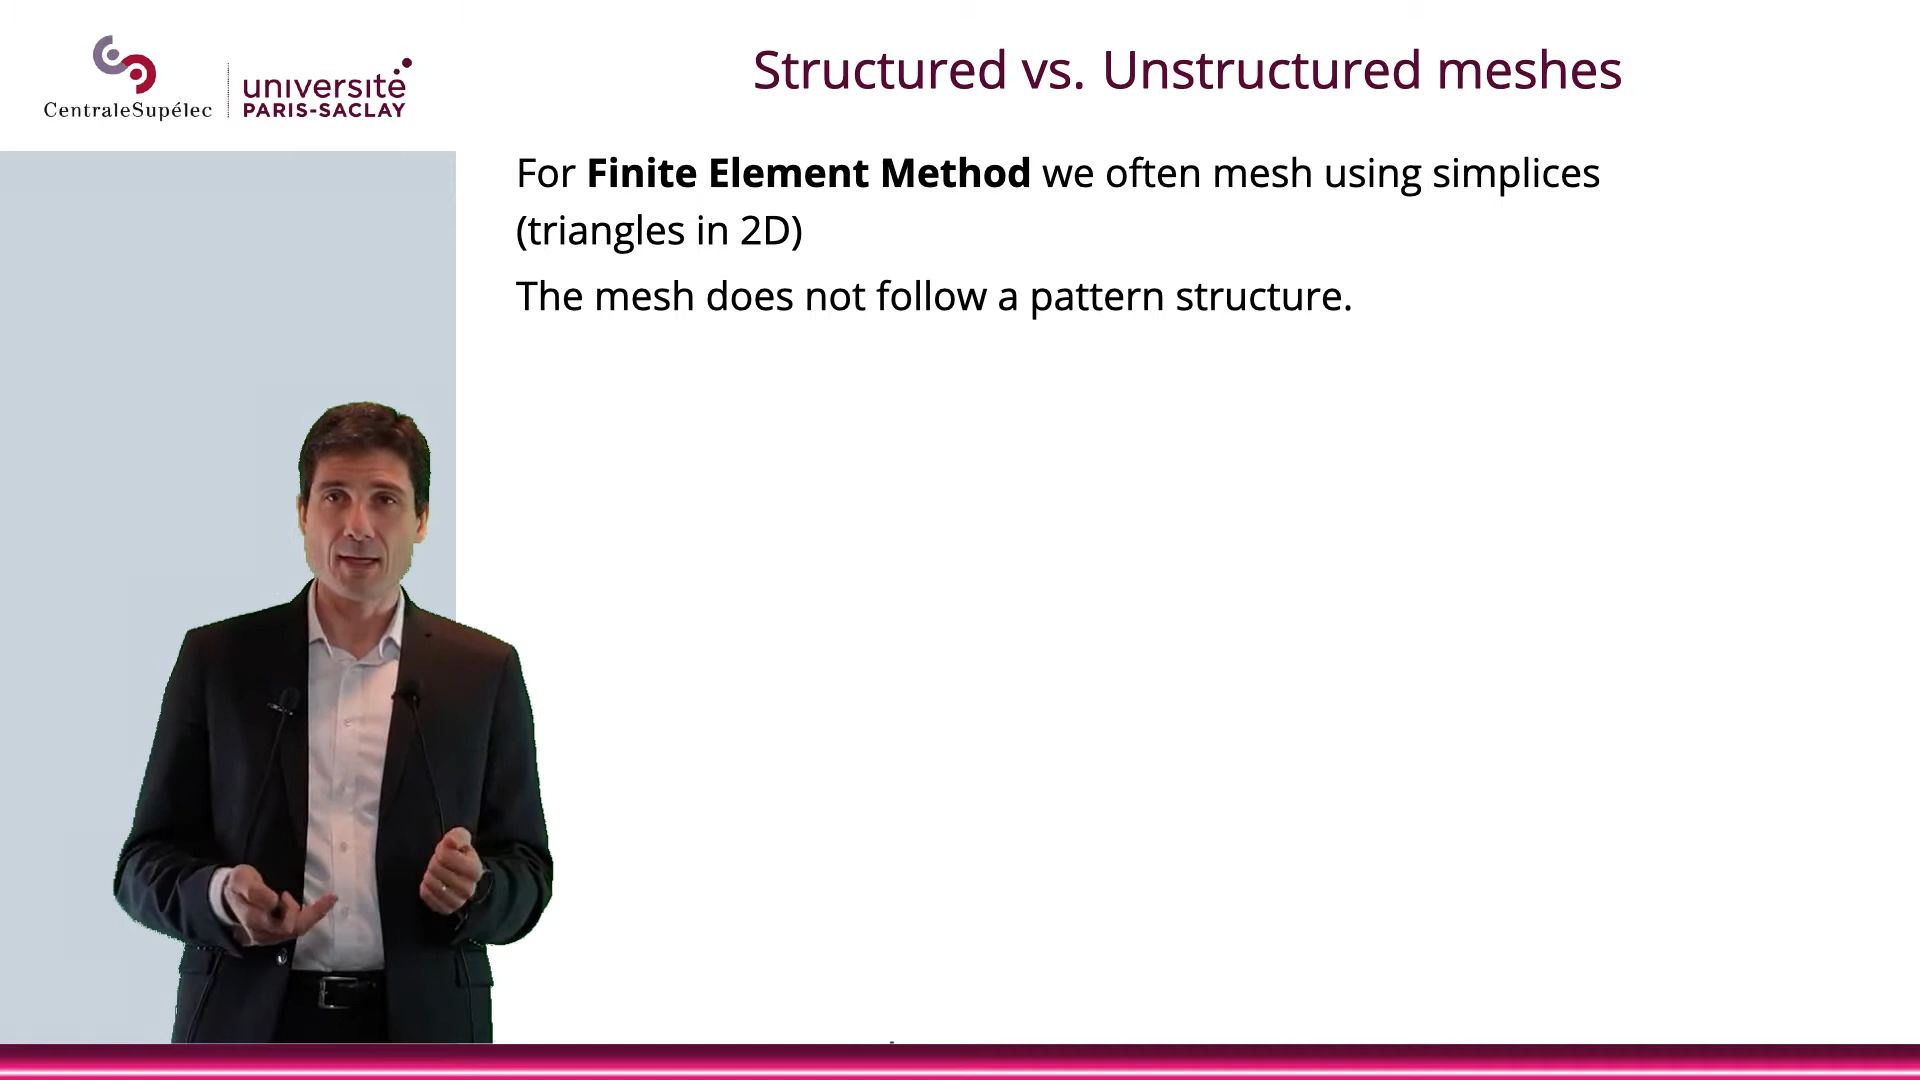 CentraleSupélec
université
PARIS-SACLAY
Structured vs. Unstructured meshes
For Finite Element Method we often mesh using simplices
(triangles in 2D)
The mesh does not follow a pattern structure.